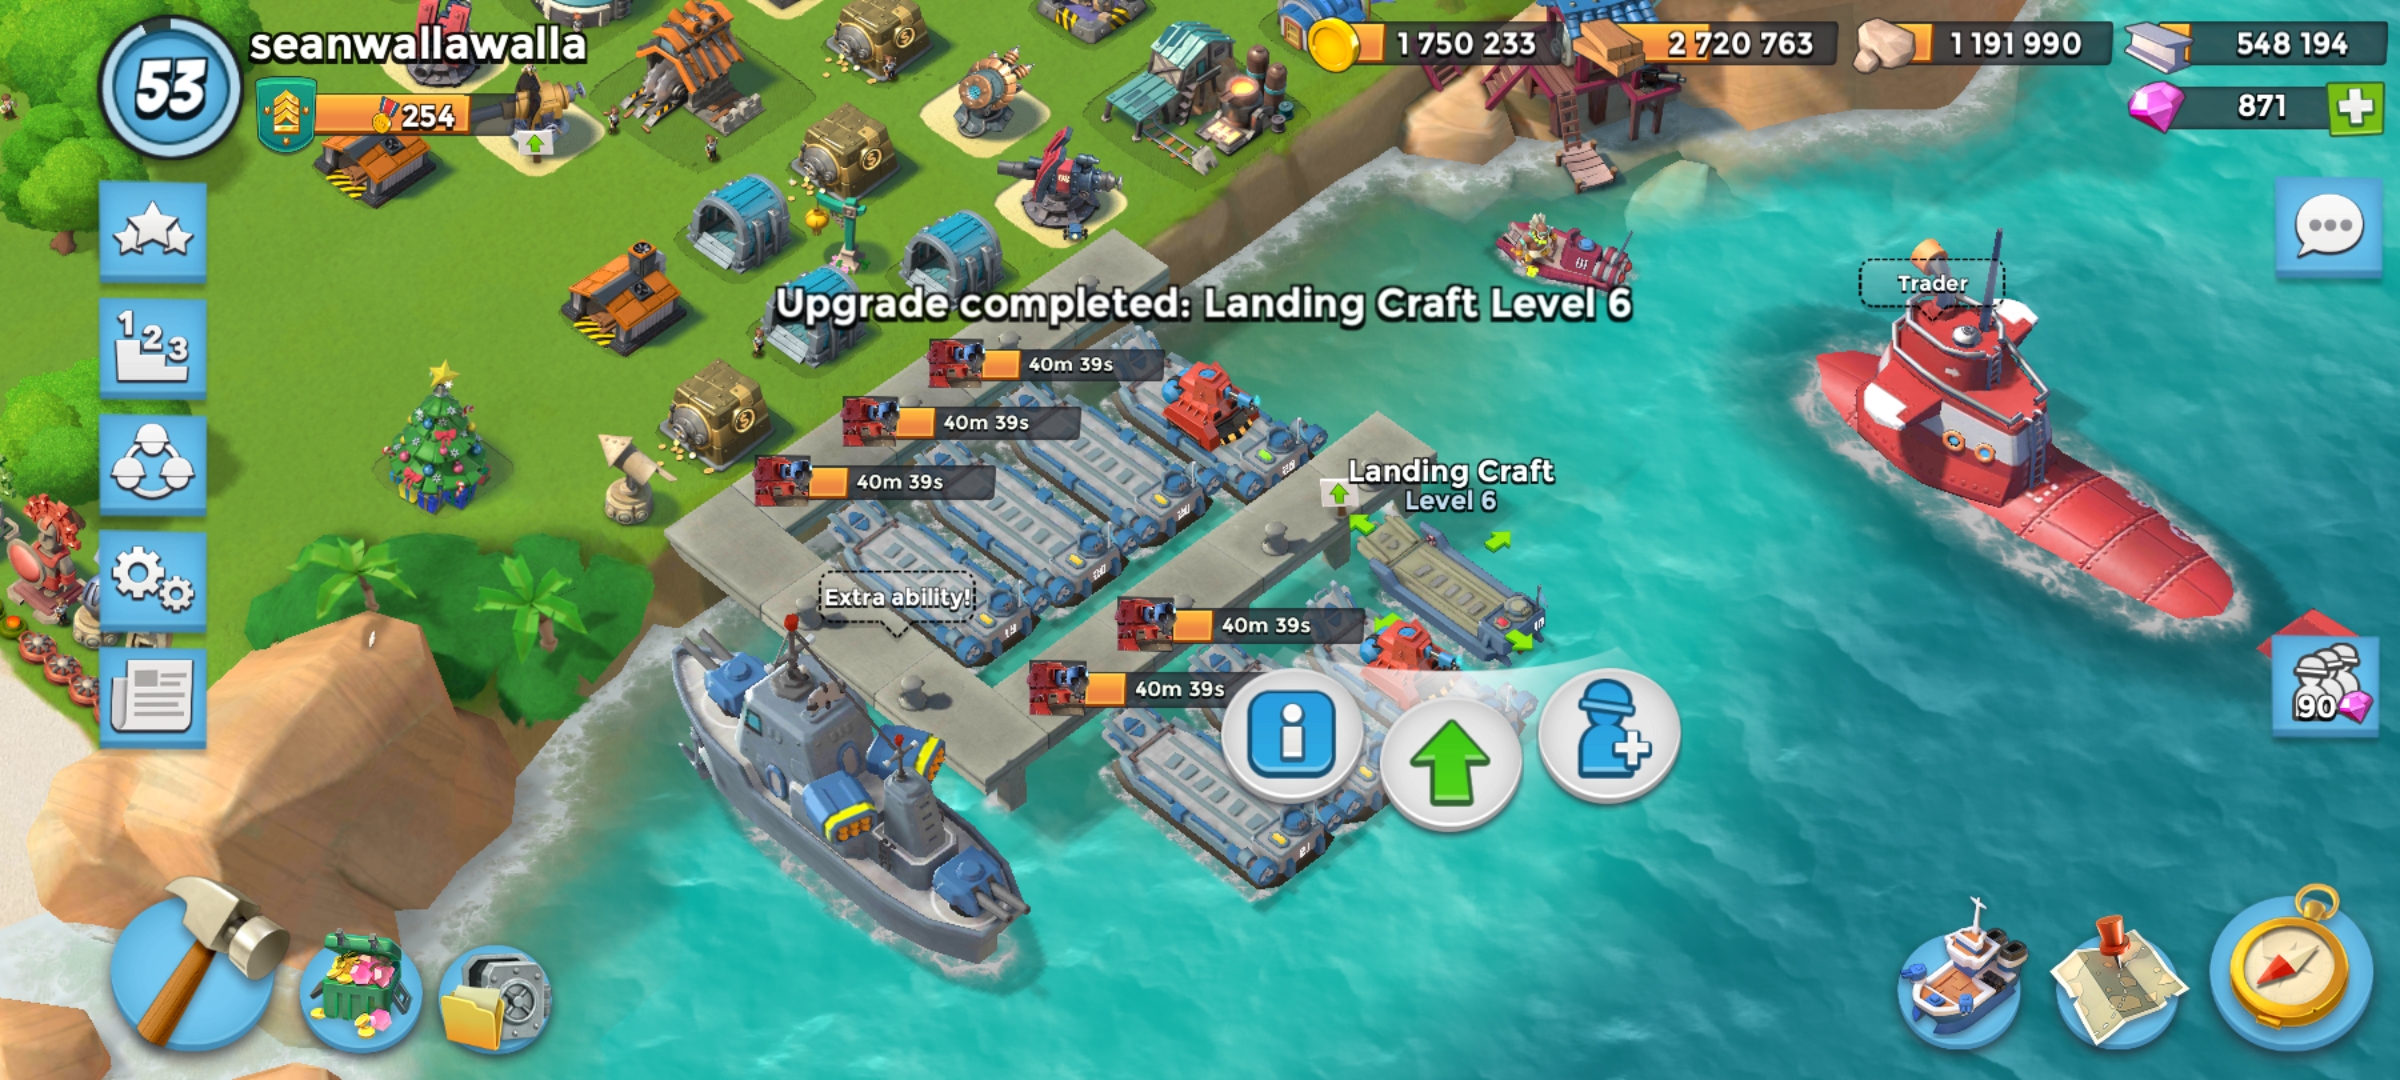 53
seanwallawalla
254
1 750 233
2 720 763
1 191 990
548 194
871
Trader
123
Upgrade completed: Landing Craft Level 6
40m 39s
40m 39s
40m 39s
Landing Craft
Level 6
Extra ability!
40m 39s
40m 39s
90